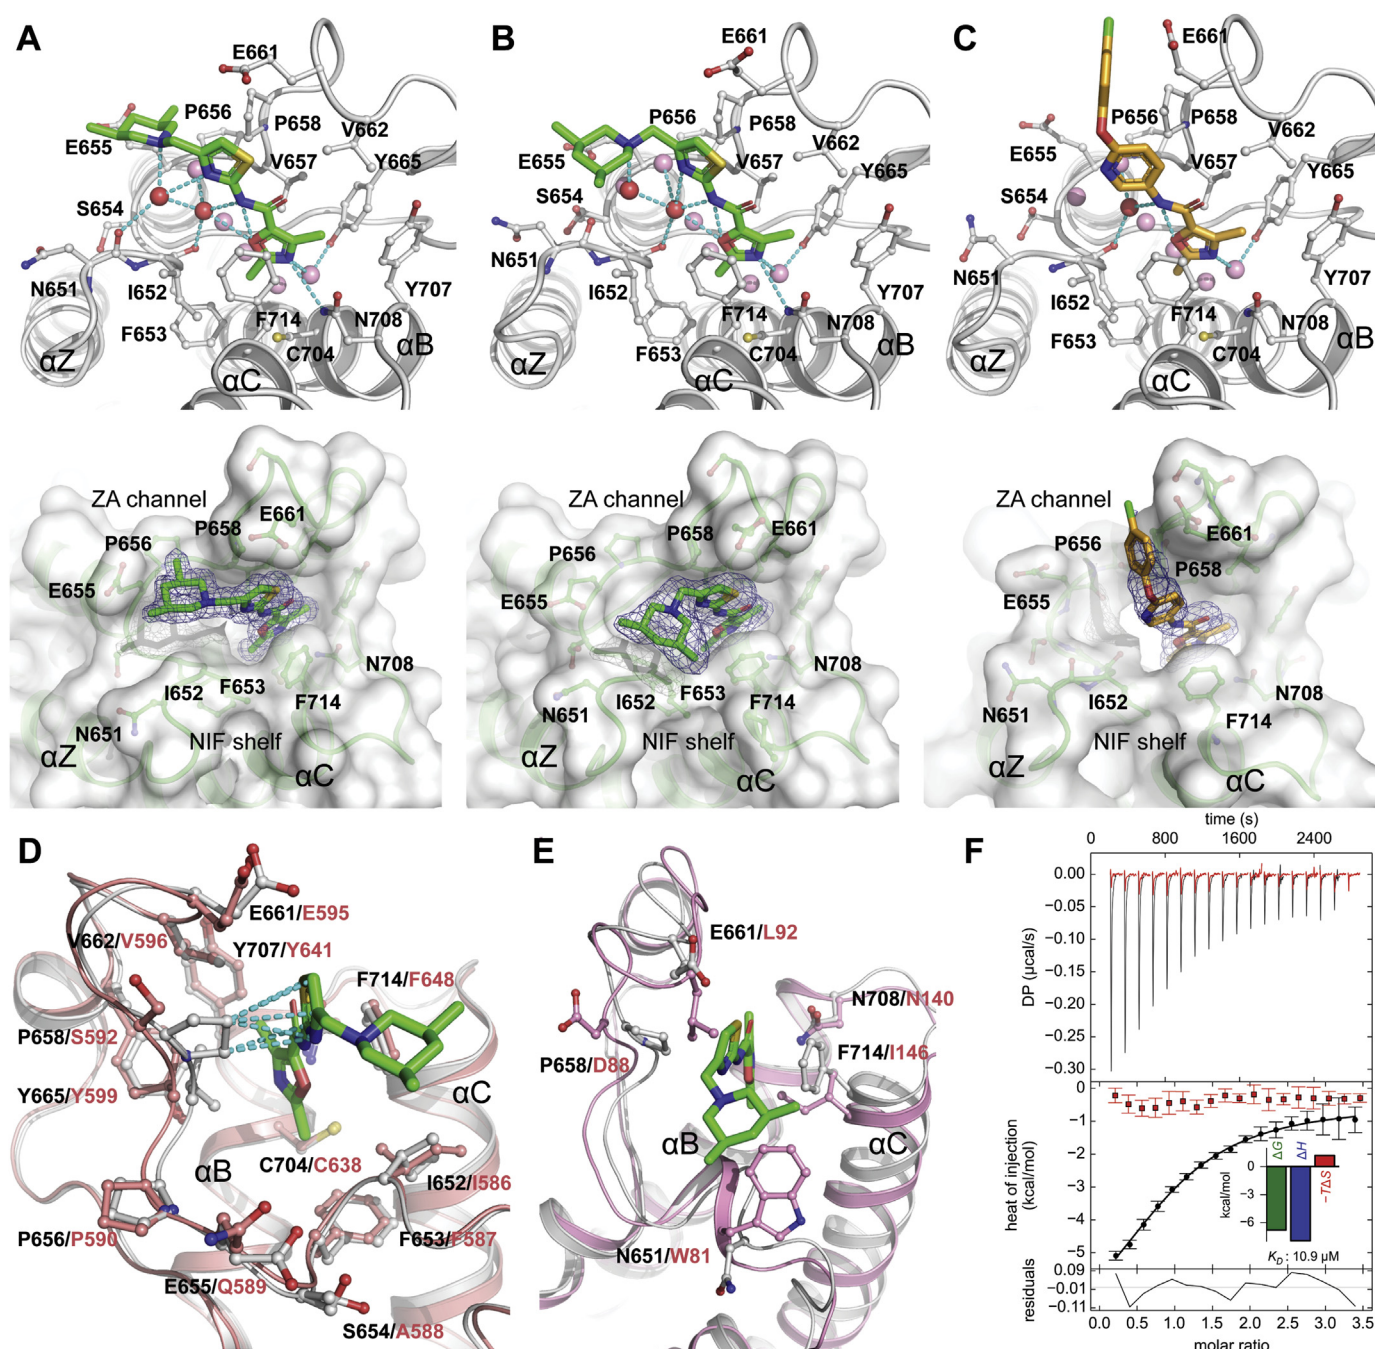 A
E661
P656
P658
V662
E655
V657
Y665
S654
N651
I652
Y707
F653
F714
N708
αZ
C704
αB
αC
B
E661
P656
P658
V662
E655
V657
Y665
S654
N651
I652
Y707
F714
N708
F653
C704
αZ
αC
αB
C
E661
P656
P658
V662
E655
V657
Y665
S654
N651
I652
Y707
F714
N708
F653
C704
αZ
αC
αB
ZA channel
E661
P658
P656
E655
N708
I652
F653
F714
N651
NIF shelf
αZ
αC
ZA channel
P658
E661
P656
E655
N708
I652
F653
F714
N651
NIF shelf
αZ
αC
ZA channel
E661
P656
P658
E655
N708
N651
I652
F714
NIF shelf
αZ
αC
D
E661/E595
V662/V596
Y707/Y641
F714/F648
P658/S592
Y665/Y599
αC
αB
C704/C638
I652/I586
P656/P590
F653/F587
E655/Q589
S654/A588
E
E661/L92
N708/N140
P658/D88
F714/I146
αB
αC
N651/W81
F
time (s)
0 800 1600 2400
0.00
−0.05
−0.10
−0.15
−0.20
−0.25
−0.30
DP (μcal/s)
0
−1
−2
−3
−4
−5
heat of injection
(kcal/mol)
ΔG
ΔH
−TΔS
0
−3
−6
kcal/mol
KD : 10.9 μM
0.09
−0.01
−0.11
residuals
0.0 0.5 1.0 1.5 2.0 2.5 3.0 3.5
molar ratio